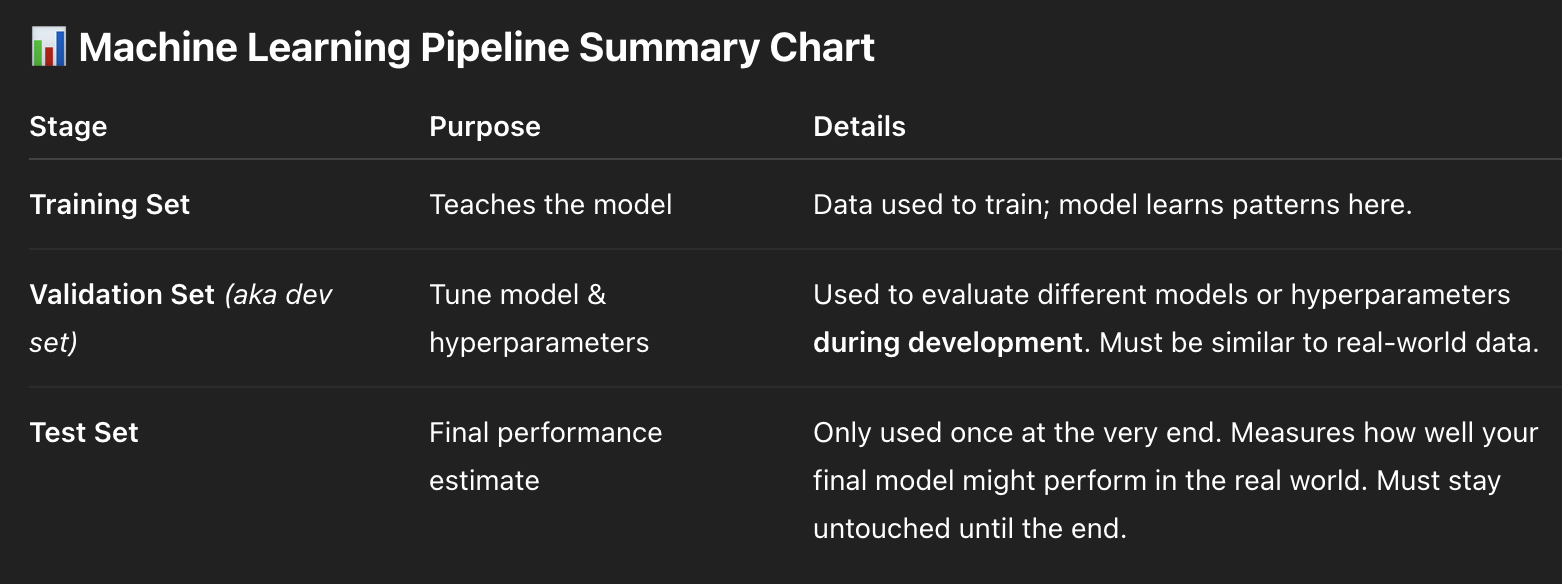 📊 Machine Learning Pipeline Summary Chart
Stage Purpose Details
Training Set Teaches the model Data used to train; model learns patterns here.
Validation Set (aka dev Tune model & Used to evaluate different models or hyperparameters
set) hyperparameters during development. Must be similar to real-world data.
Test Set Final performance Only used once at the very end. Measures how well your
estimate final model might perform in the real world. Must stay
untouched until the end.